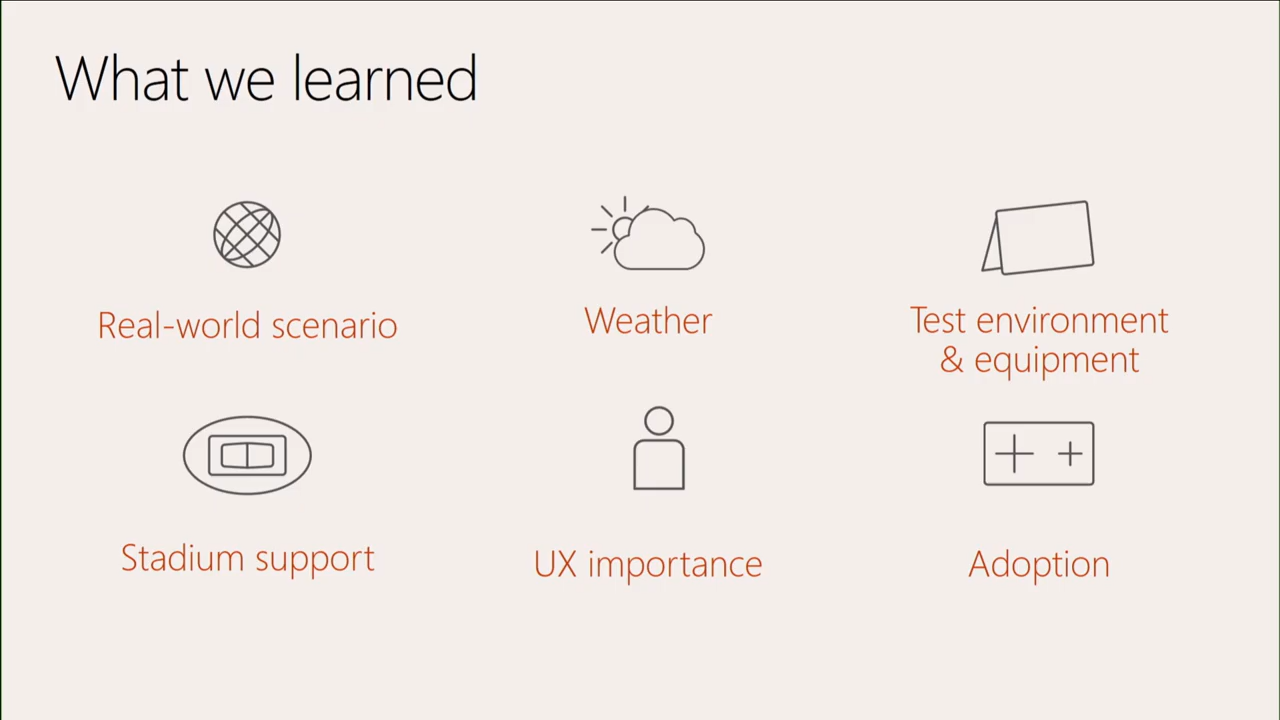 What we learned
Real-world scenario
Weather
Test environment
& equipment
Stadium support
UX importance
Adoption